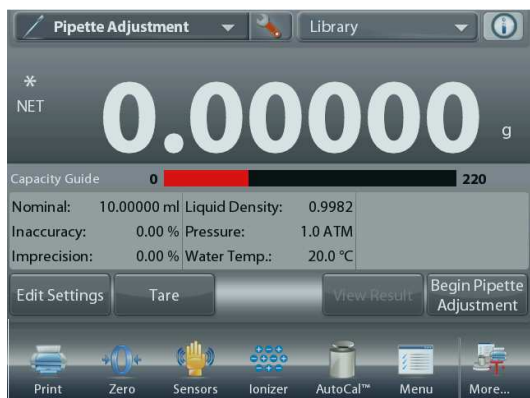 Pipette Adjustment Library
*
NET
0.00000 g
Capacity Guide 0 220
Nominal: 10.00000 ml Liquid Density: 0.9982
Inaccuracy: 0.00 % Pressure: 1.0 ATM
Imprecision: 0.00 % Water Temp.: 20.0 °C
Edit Settings Tare View Result Begin Pipette
Adjustment
Print Zero Sensors Ionizer AutoCal™ Menu More...